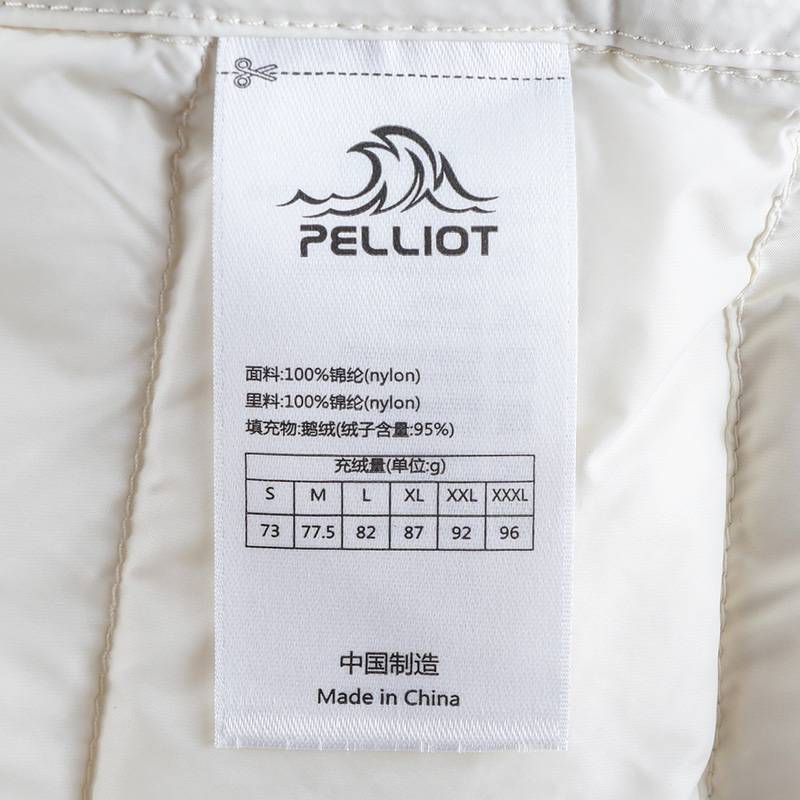 PELLIOT
面料:100%锦纶(nylon)
里料:100%锦纶(nylon)
填充物:鹅绒(绒子含量:95%)
充绒量(单位:g)
S M L XL XXL XXXL
73 77.5 82 87 92 96
中国制造
Made in China